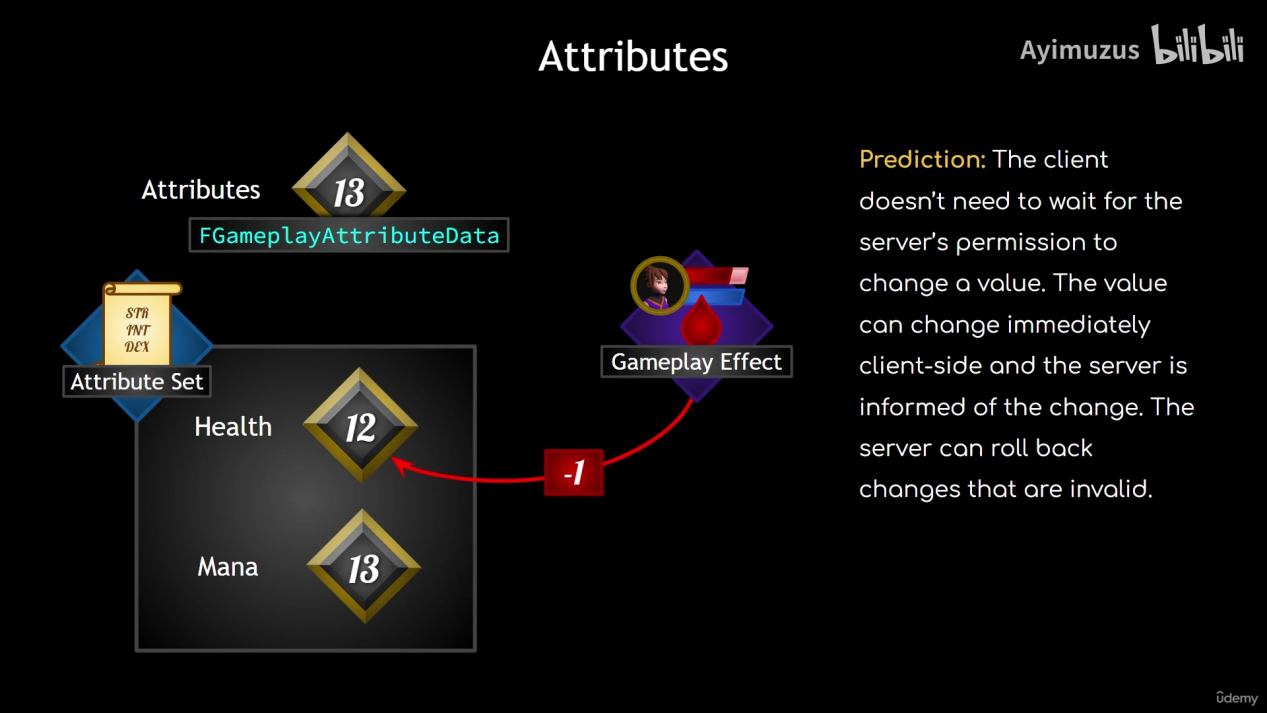 Attributes
Ayimuzus bilibili
Attributes
13
FGameplayAttributeData
STR
INT
DEX
Attribute Set
Health
12
Mana
13
Gameplay Effect
-1
Prediction: The client
doesn't need to wait for the
server's permission to
change a value. The value
can change immediately
client-side and the server is
informed of the change. The
server can roll back
changes that are invalid.
ûdemy